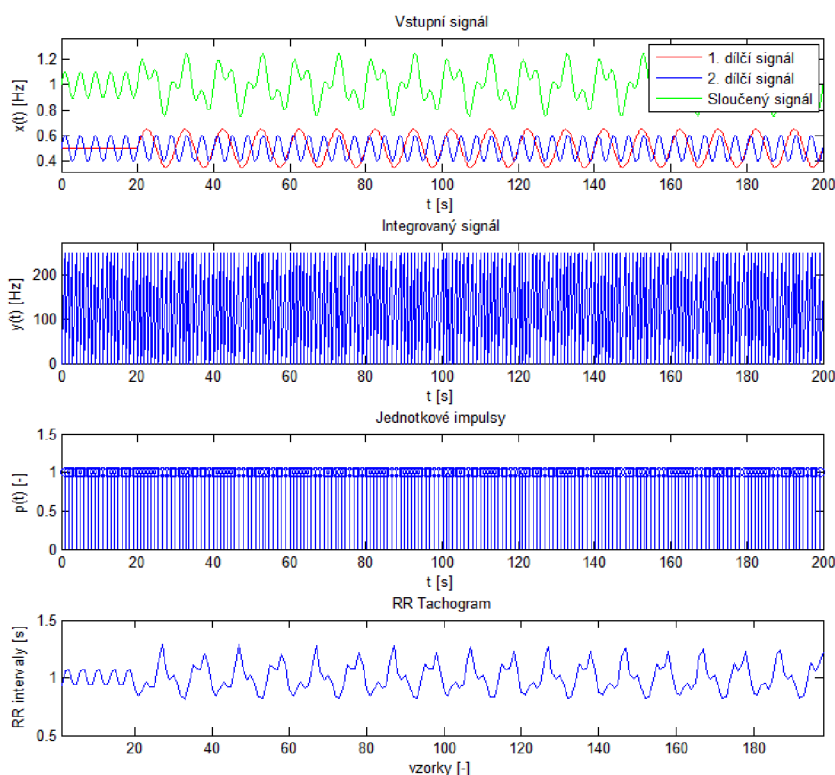 Vstupní signál
x(t) [Hz]
1.2
1
0.8
0.6
0.4
1. dílčí signál
2. dílčí signál
Sloučený signál
0 20 40 60 80 100 120 140 160 180 200
t [s]
Integrovaný signál
y(t) [Hz]
200
100
0
0 20 40 60 80 100 120 140 160 180 200
t [s]
Jednotkové impulsy
p(t) [-]
1.5
1
0.5
0
0 20 40 60 80 100 120 140 160 180 200
t [s]
RR Tachogram
RR intervaly [s]
1.5
1
0.5
20 40 60 80 100 120 140 160 180
vzorky [-]